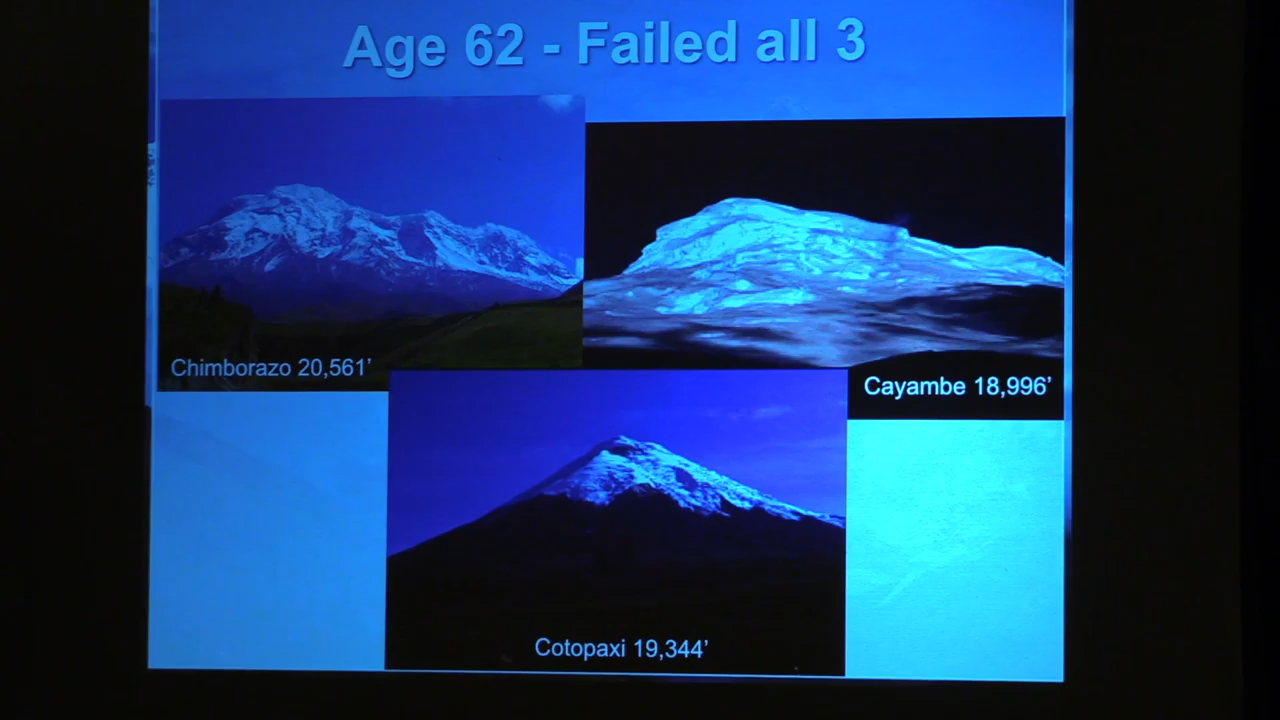 Age 62 - Failed all 3
Chimborazo 20,561’
Cayambe 18,996’
Cotopaxi 19,344’